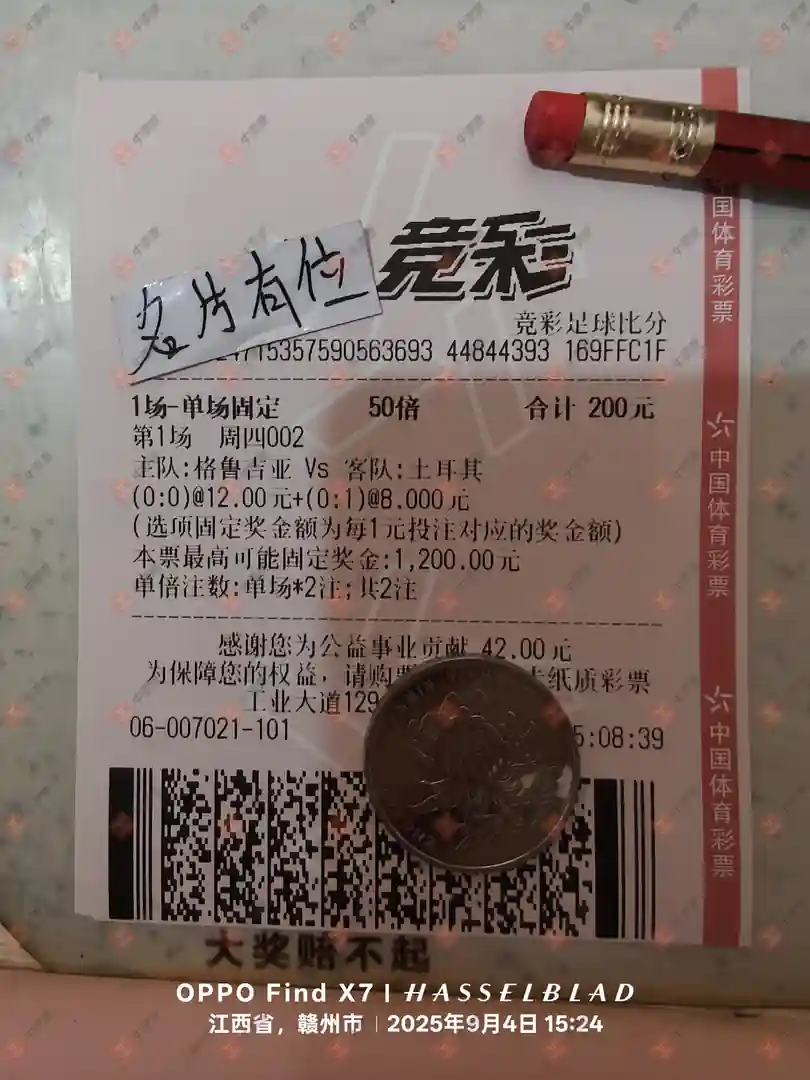 竞彩
名片有位
竞彩足球比分
7153575905636​93 44844393 169FFC1F
1场-单场固定 50倍 合计 200元
第1场 周四002
主队:格鲁吉亚 Vs 客队:土耳其
(0:0)@12.00元+(0:1)@8.000元
(选项固定奖金额为每1元投注对应的奖金额)
本票最高可能固定奖金:1,200.00元
单倍注数:单场*2注;共2注
感谢您为公益事业贡献 42.00元
为保障您的权益，请购 纸质彩票
工业大道129
06-007021-101 5:08:39
国体育彩票
中国体育彩票
中国体育彩票
大奖赔不起
OPPO Find X7 | HASSELBLAD
江西省，赣州市 | 2025年9月4日 15:24